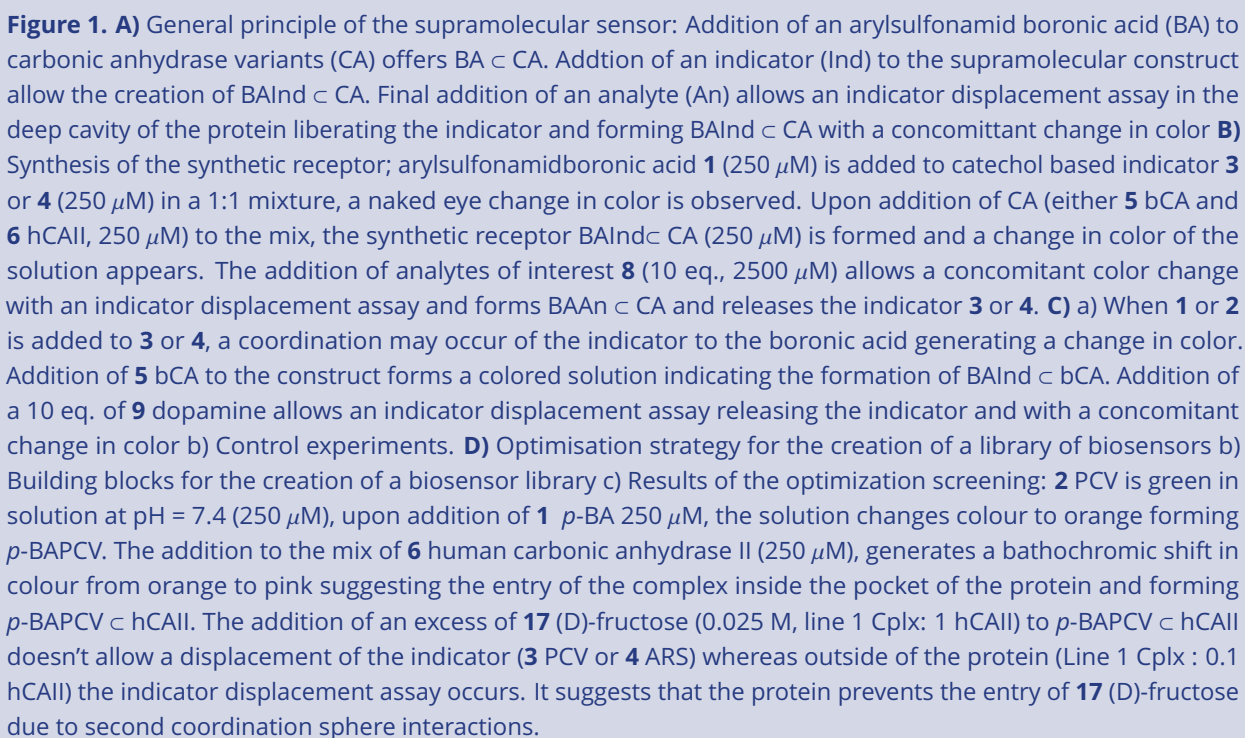 Figure 1. A) General principle of the supramolecular sensor: Addition of an arylsulfonamid boronic acid (BA) to
carbonic anhydrase variants (CA) offers BA ⊂ CA. Addtion of an indicator (Ind) to the supramolecular construct
allow the creation of BAInd ⊂ CA. Final addition of an analyte (An) allows an indicator displacement assay in the
deep cavity of the protein liberating the indicator and forming BAInd ⊂ CA with a concomittant change in color B)
Synthesis of the synthetic receptor; arylsulfonamidboronic acid 1 (250 μM) is added to catechol based indicator 3
or 4 (250 μM) in a 1:1 mixture, a naked eye change in color is observed. Upon addition of CA (either 5 bCA and
6 hCAII, 250 μM) to the mix, the synthetic receptor BAInd⊂ CA (250 μM) is formed and a change in color of the
solution appears. The addition of analytes of interest 8 (10 eq., 2500 μM) allows a concomitant color change
with an indicator displacement assay and forms BAAn ⊂ CA and releases the indicator 3 or 4. C) a) When 1 or 2
is added to 3 or 4, a coordination may occur of the indicator to the boronic acid generating a change in color.
Addition of 5 bCA to the construct forms a colored solution indicating the formation of BAInd ⊂ bCA. Addition of
a 10 eq. of 9 dopamine allows an indicator displacement assay releasing the indicator and with a concomitant
change in color b) Control experiments. D) Optimisation strategy for the creation of a library of biosensors b)
Building blocks for the creation of a biosensor library c) Results of the optimization screening: 2 PCV is green in
solution at pH = 7.4 (250 μM), upon addition of 1 p-BA 250 μM, the solution changes colour to orange forming
p-BAPCV. The addition to the mix of 6 human carbonic anhydrase II (250 μM), generates a bathochromic shift in
colour from orange to pink suggesting the entry of the complex inside the pocket of the protein and forming
p-BAPCV ⊂ hCAII. The addition of an excess of 17 (D)-fructose (0.025 M, line 1 Cplx: 1 hCAII) to p-BAPCV ⊂ hCAII
doesn't allow a displacement of the indicator (3 PCV or 4 ARS) whereas outside of the protein (Line 1 Cplx : 0.1
hCAII) the indicator displacement assay occurs. It suggests that the protein prevents the entry of 17 (D)-fructose
due to second coordination sphere interactions.